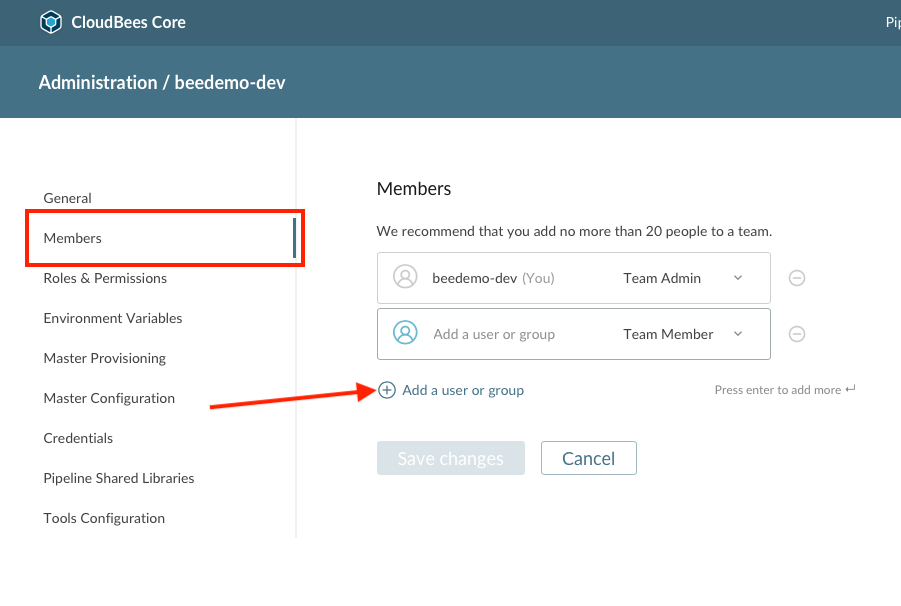 CloudBees Core
Administration / beedemo-dev
General
Members
Roles & Permissions
Environment Variables
Master Provisioning
Master Configuration
Credentials
Pipeline Shared Libraries
Tools Configuration
Members
We recommend that you add no more than 20 people to a team.
beedemo-dev (You) Team Admin
Add a user or group Team Member
Add a user or group Press enter to add more
Save changes Cancel